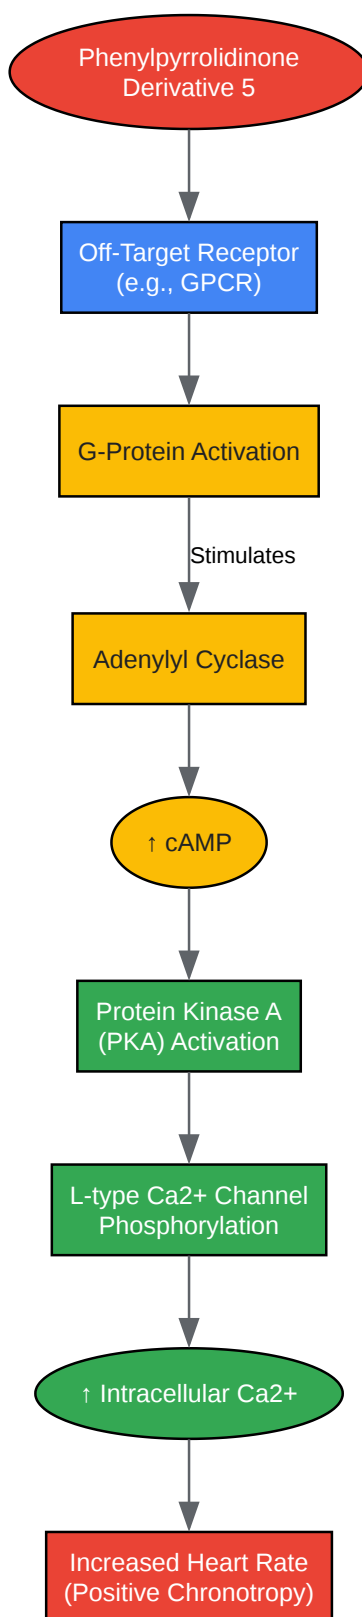 Phenylpyrrolidinone
Derivative 5
Off-Target Receptor
(e.g., GPCR)
G-Protein Activation
Stimulates
Adenylyl Cyclase
↑ cAMP
Protein Kinase A
(PKA) Activation
L-type Ca2+ Channel
Phosphorylation
↑ Intracellular Ca2+
Increased Heart Rate
(Positive Chronotropy)